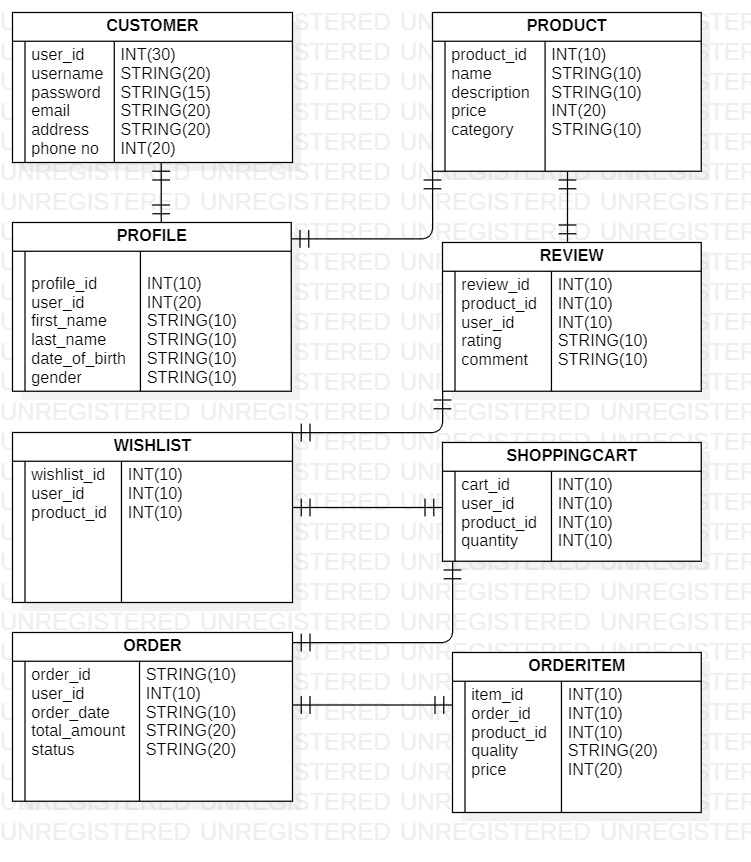 CUSTOMER
user_id INT(30)
username STRING(20)
password STRING(15)
email STRING(20)
address STRING(20)
phone no INT(20)
PRODUCT
product_id INT(10)
name STRING(10)
description STRING(10)
price INT(20)
category STRING(10)
PROFILE
profile_id INT(10)
user_id INT(20)
first_name STRING(10)
last_name STRING(10)
date_of_birth STRING(10)
gender STRING(10)
REVIEW
review_id INT(10)
product_id INT(10)
user_id INT(10)
rating STRING(10)
comment STRING(10)
WISHLIST
wishlist_id INT(10)
user_id INT(10)
product_id INT(10)
SHOPPINGCART
cart_id INT(10)
user_id INT(10)
product_id INT(10)
quantity INT(10)
ORDER
order_id STRING(10)
user_id INT(10)
order_date STRING(10)
total_amount STRING(20)
status STRING(20)
ORDERITEM
item_id INT(10)
order_id INT(10)
product_id INT(10)
quality STRING(20)
price INT(20)
UNREGISTERED UNREGISTERED UNREGISTERED UNREGISTERED